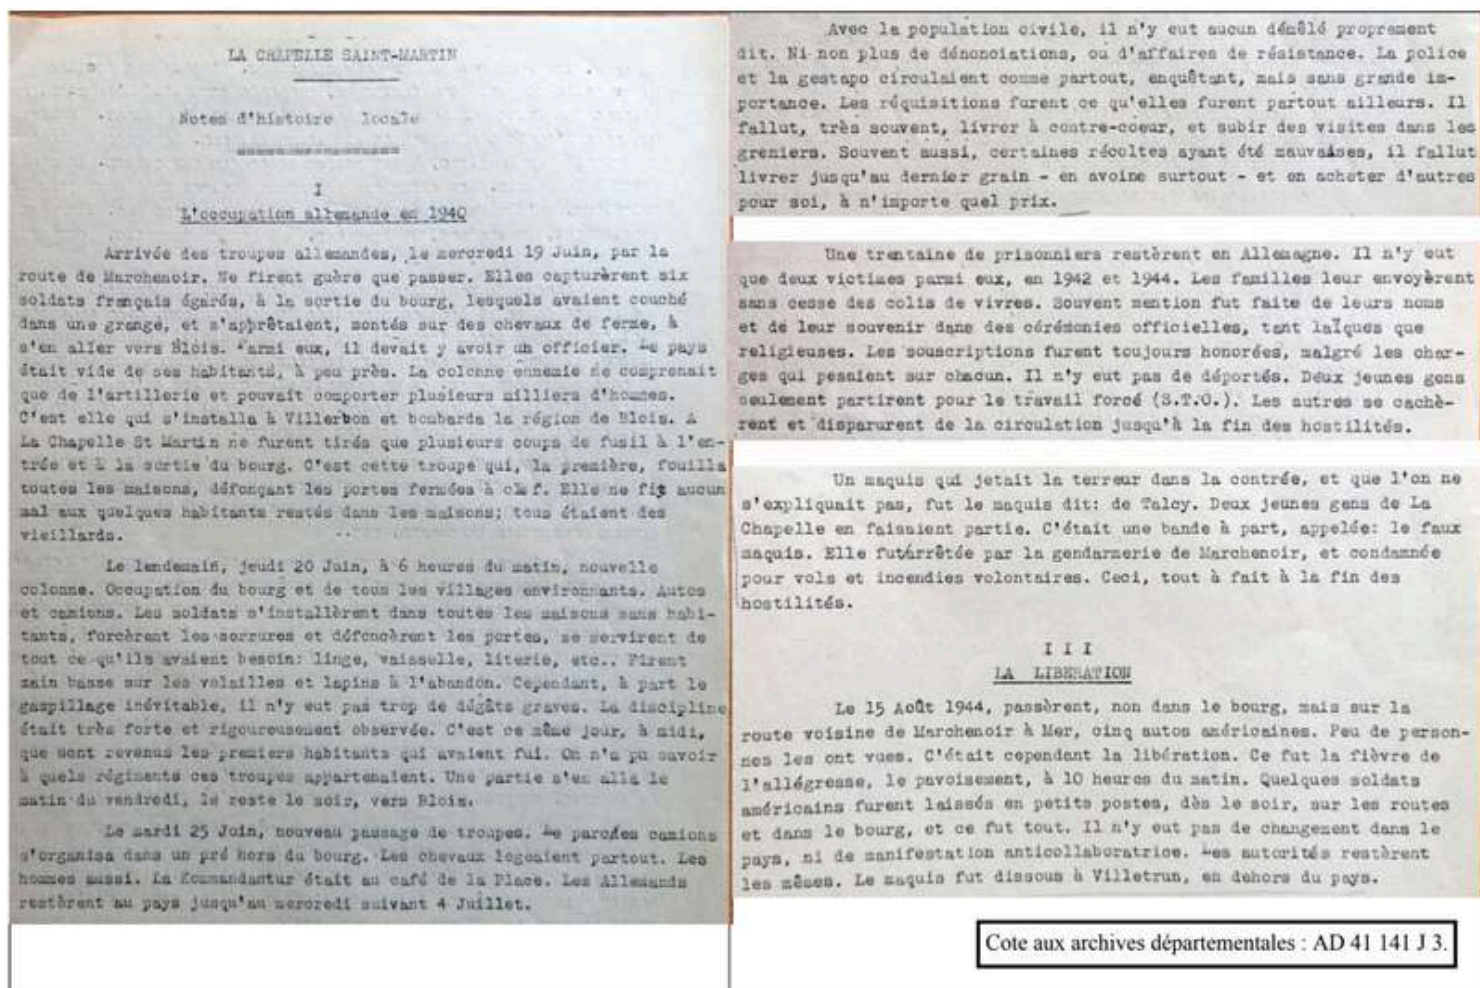 LA CHAPELLE SAINT-MARTIN
Notes d'histoire locale
I
L'occupation allemande en 1940
Arrivée des troupes allemandes, le mercredi 19 Juin, par la
route de Marchenoir. Ne firent guère que passer. Elles capturèrent six
soldats français égarés, à la sortie du bourg, lesquels avaient couché
dans une grange, et s'apprêtaient, montés sur des chevaux de ferme, à
s'en aller vers Blois. Parmi eux, il devait y avoir un officier. Le pays
était vide de ses habitants, à peu près. La colonne ennemie ne comprenait
que de l'artillerie et pouvait comporter plusieurs milliers d'hommes.
C'est elle qui s'installa à Villerbon et bombarda la région de Blois. A
La Chapelle St Martin ne furent tirés que plusieurs coups de fusil à l'en-
trée et à la sortie du bourg. C'est cette troupe qui, la première, fouilla
toutes les maisons, défonçant les portes fermées à clef. Elle ne fit aucun
mal aux quelques habitants restés dans les maisons; tous étaient des
vieillards.
Le lendemain, jeudi 20 Juin, à 6 heures du matin, nouvelle
colonne. Occupation du bourg et de tous les villages environnants. Autos
et camions. Les soldats s'installèrent dans toutes les maisons sans habi-
tants, forcèrent les serrures et défoncèrent les portes, se servirent de
tout ce qu'ils avaient besoin: linge, vaisselle, literie, etc.. Firent
main basse sur les volailles et lapins à l'abandon. Cependant, à part le
gaspillage inévitable, il n'y eut pas trop de dégâts graves. La discipline
était très forte et rigoureusement observée. C'est ce même jour, à midi,
que sont revenus les premiers habitants qui avaient fui. On n'a pu savoir
à quels régiments ces troupes appartenaient. Une partie s'en alla le
matin du vendredi, le reste le soir, vers Blois.
Le mardi 25 Juin, nouveau passage de troupes. Le parc des camions
s'organisa dans un pré hors du bourg. Les chevaux logeaient partout. Les
hommes aussi. La Kommandantur était au café de la Place. Les Allemands
restèrent au pays jusqu'au mercredi suivant 4 Juillet.
Avec la population civile, il n'y eut aucun démêlé proprement
dit. Ni non plus de dénonciations, ou d'affaires de résistance. La police
et la gestapo circulaient comme partout, enquêtant, mais sans grande im-
portance. Les réquisitions furent ce qu'elles furent partout ailleurs. Il
fallut, très souvent, livrer à contre-coeur, et subir des visites dans les
greniers. Souvent aussi, certaines récoltes ayant été mauvaises, il fallut
livrer jusqu'au dernier grain - en avoine surtout - et en acheter d'autres
pour soi, à n'importe quel prix.
Une trentaine de prisonniers restèrent en Allemagne. Il n'y eut
que deux victimes parmi eux, en 1942 et 1944. Les familles leur envoyèrent
sans cesse des colis de vivres. Souvent mention fut faite de leurs noms
et de leur souvenir dans des cérémonies officielles, tant laïques que
religieuses. Les souscriptions furent toujours honorées, malgré les char-
ges qui pesaient sur chacun. Il n'y eut pas de déportés. Deux jeunes gens
seulement partirent pour le travail forcé (S.T.O.). Les autres se cachè-
rent et disparurent de la circulation jusqu'à la fin des hostilités.
Un maquis qui jetait la terreur dans la contrée, et que l'on ne
s'expliquait pas, fut le maquis dit: de Talcy. Deux jeunes gens de La
Chapelle en faisaient partie. C'était une bande à part, appelée: le faux
maquis. Elle fut arrêtée par la gendarmerie de Marchenoir, et condamnée
pour vols et incendies volontaires. Ceci, tout à fait à la fin des
hostilités.
I I I
LA LIBERATION
Le 15 Août 1944, passèrent, non dans le bourg, mais sur la
route voisine de Marchenoir à Mer, cinq autos américaines. Peu de person-
nes les ont vues. C'était cependant la libération. Ce fut la fièvre de
l'allégresse, le pavoisement, à 10 heures du matin. Quelques soldats
américains furent laissés en petits postes, dès le soir, sur les routes
et dans le bourg, et ce fut tout. Il n'y eut pas de changement dans le
pays, ni de manifestation anticollaboratrice. Les autorités restèrent
les mêmes. Le maquis fut dissous à Villetrun, en dehors du pays.
Cote aux archives départementales : AD 41 141 J 3.